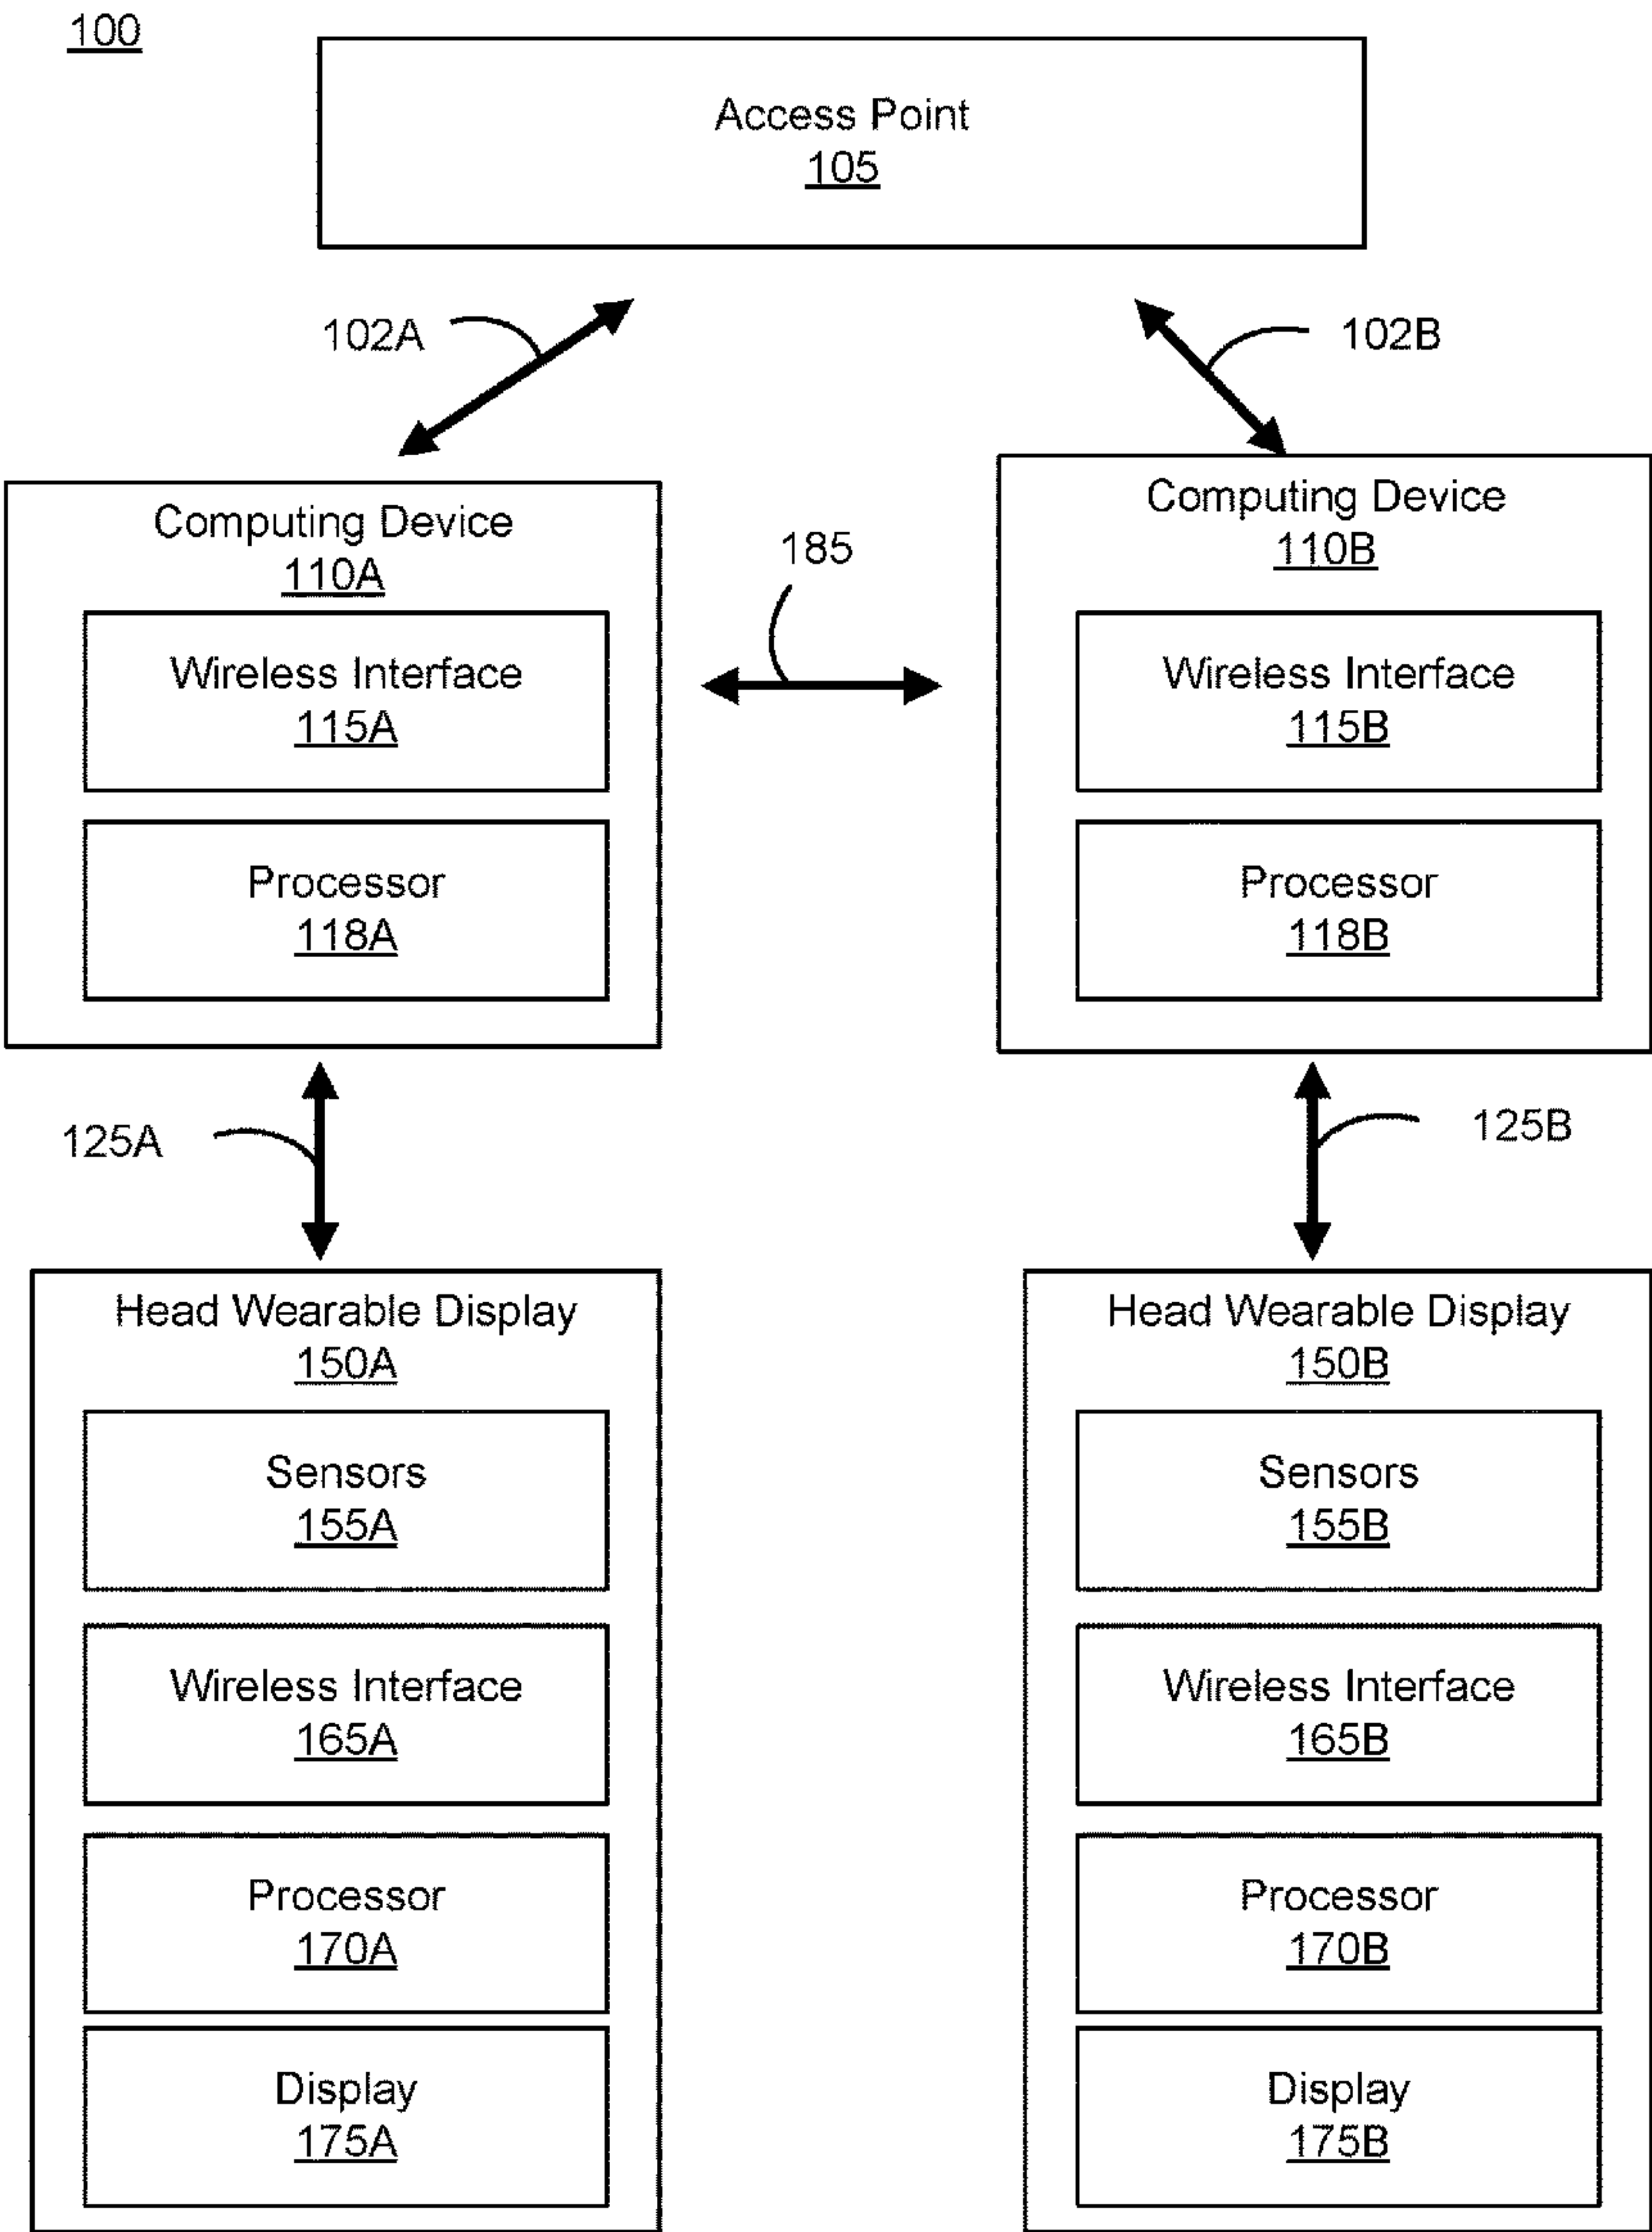 100
Access Point
105
102A
102B
Computing Device
110A
Wireless Interface
115A
Processor
118A
185
Computing Device
110B
Wireless Interface
115B
Processor
118B
125A
125B
Head Wearable Display
150A
Sensors
155A
Wireless Interface
165A
Processor
170A
Display
175A
Head Wearable Display
150B
Sensors
155B
Wireless Interface
165B
Processor
170B
Display
175B